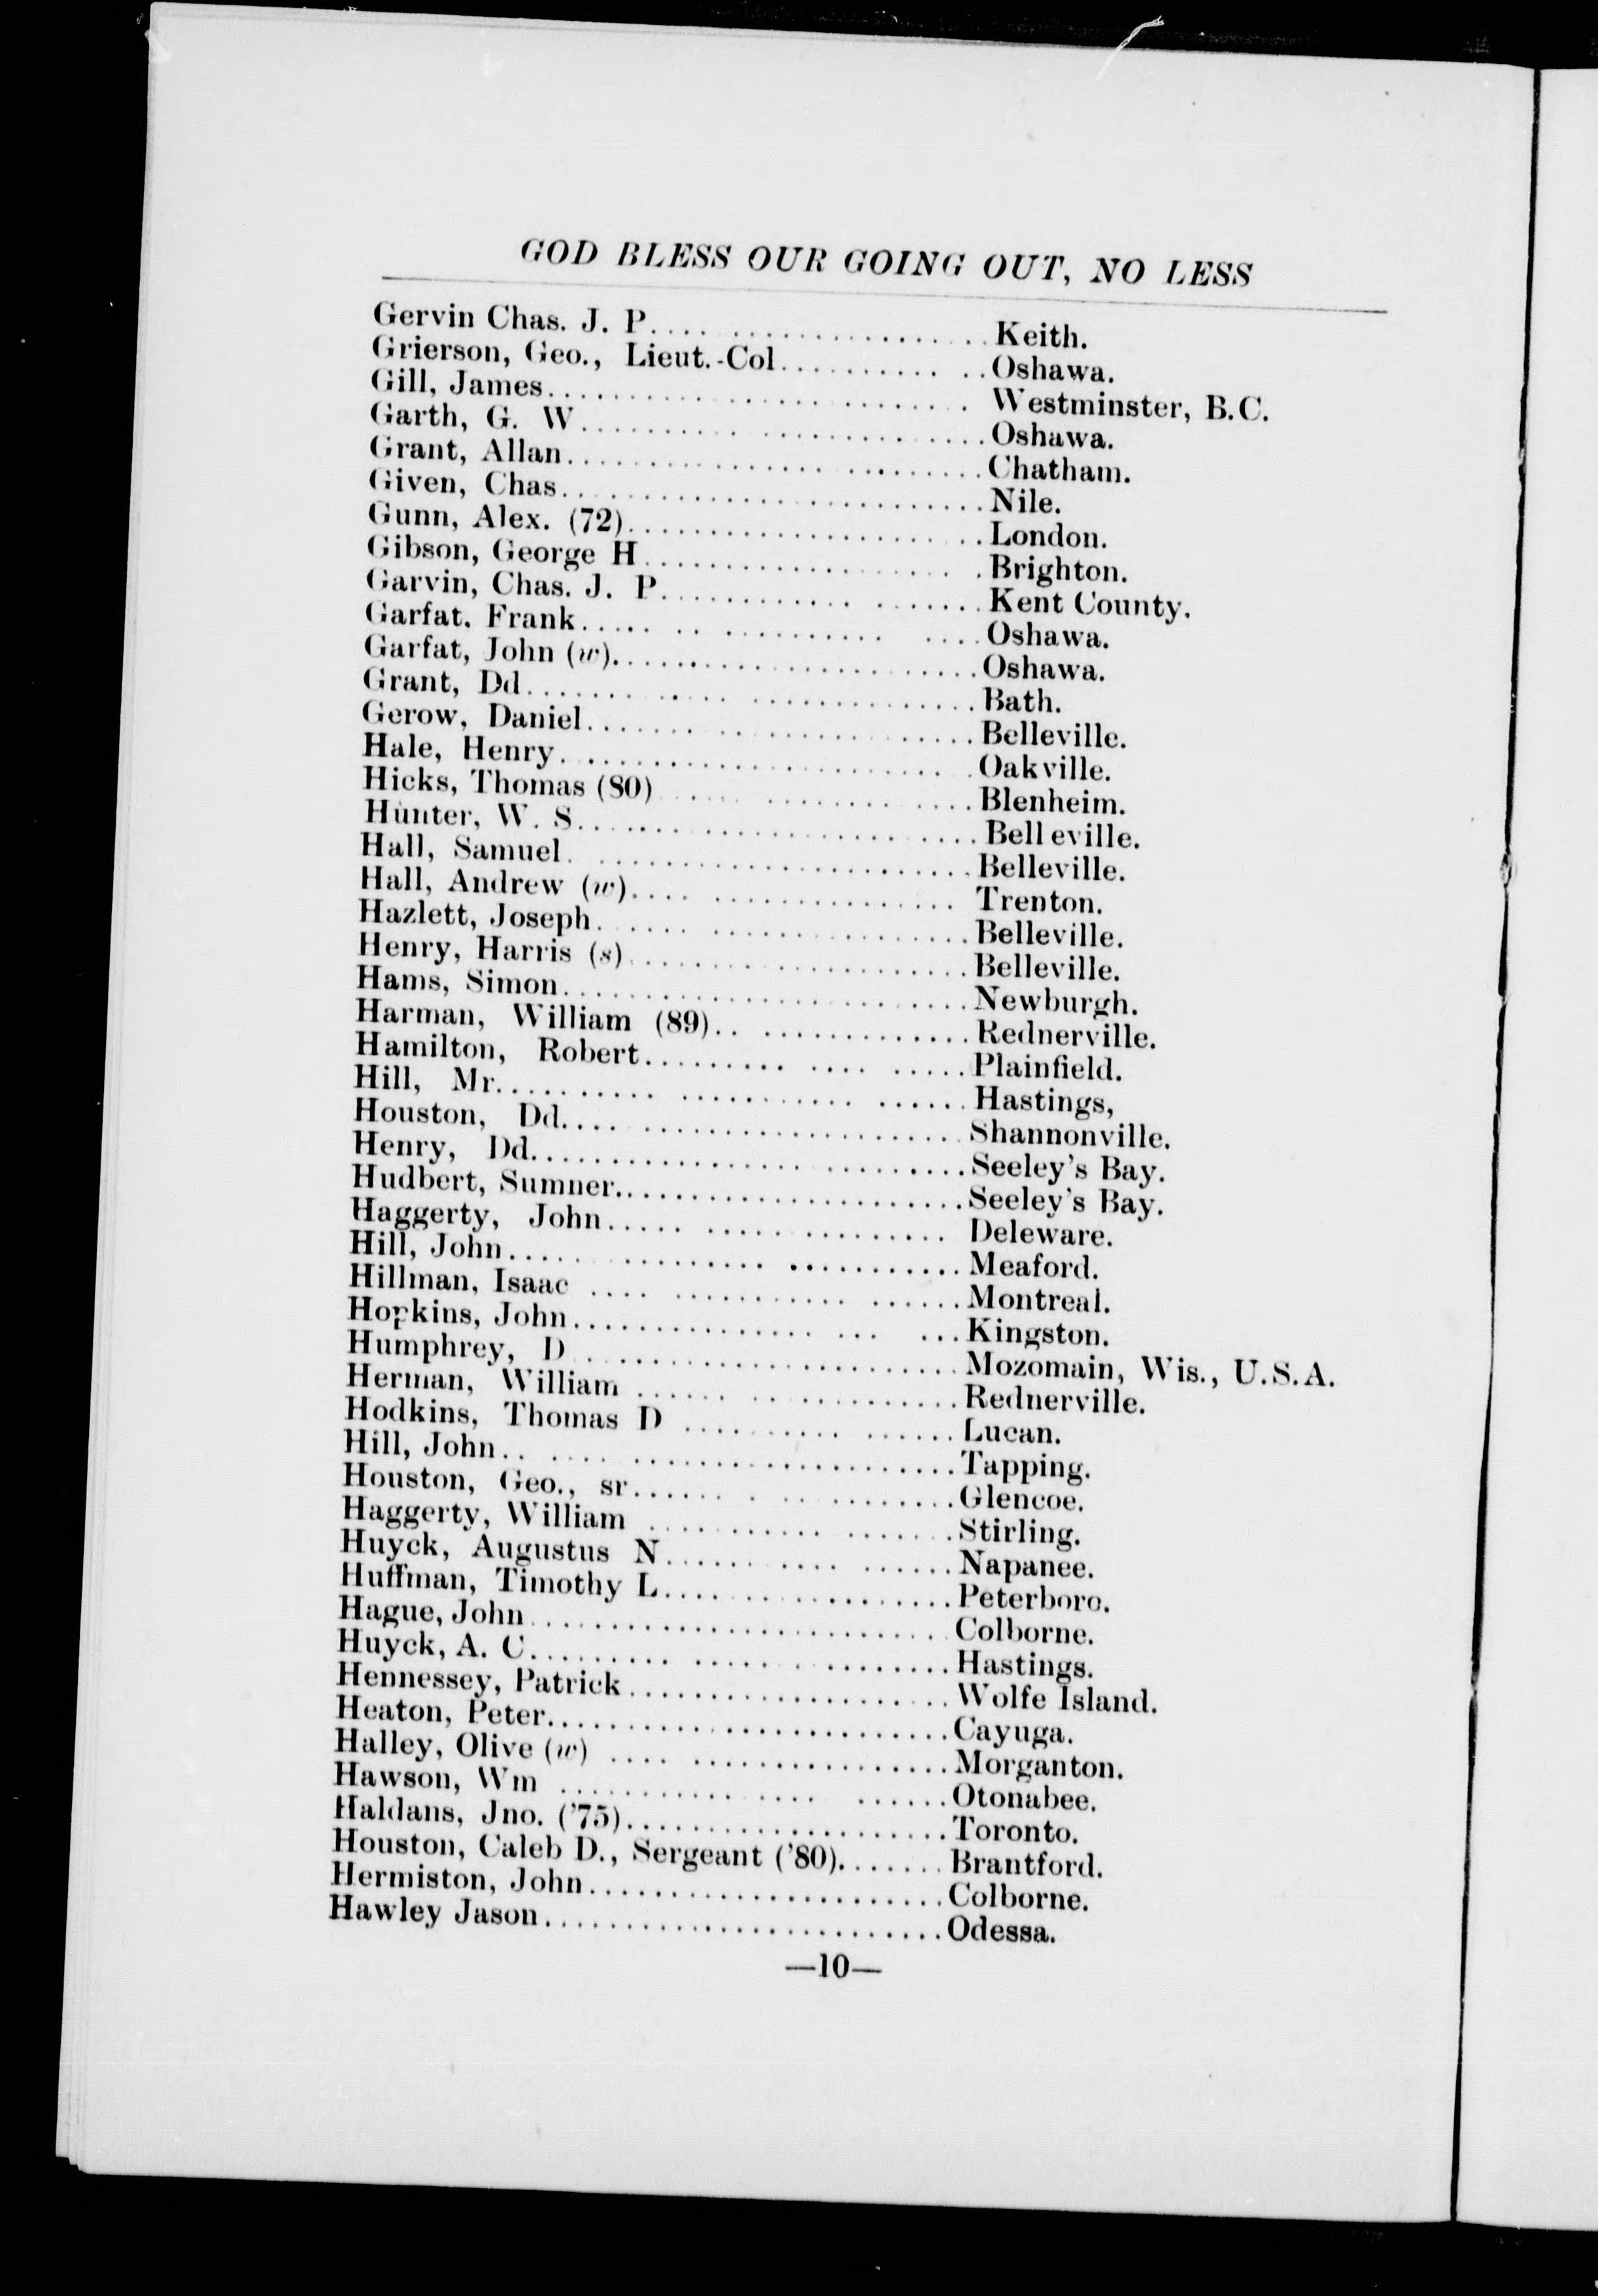 GOD BLESS OUR GOING OUT, NO LESS
Gervin Chas. J. P.................... Keith.
Grierson, Geo., Lieut.-Col............ Oshawa.
Gill, James.......................... Westminster, B.C.
Garth, G. W......................... Oshawa.
Grant, Allan......................... Chatham.
Given, Chas.......................... Nile.
Gunn, Alex. (72)..................... London.
Gibson, George H..................... Brighton.
Garvin, Chas. J. P................... Kent County.
Garfat. Frank........................ Oshawa.
Garfat, John (w)..................... Oshawa.
Grant, Dd............................ Bath.
Gerow, Daniel........................ Belleville.
Hale, Henry.......................... Oakville.
Hicks, Thomas (80)................... Blenheim.
Hunter, W. S......................... Belleville.
Hall, Samuel......................... Belleville.
Hall, Andrew (w)..................... Trenton.
Hazlett, Joseph...................... Belleville.
Henry, Harris (s).................... Belleville.
Hams, Simon.......................... Newburgh.
Harman, William (89)................. Rednerville.
Hamilton, Robert..................... Plainfield.
Hill, Mr............................. Hastings,
Houston, Dd.......................... Shannonville.
Henry, Dd............................ Seeley's Bay.
Hudbert, Sumner...................... Seeley's Bay.
Haggerty, John....................... Deleware.
Hill, John........................... Meaford.
Hillman, Isaac ...................... Montreal.
Hopkins, John........................ Kingston.
Humphrey, D.......................... Mozomain, Wis., U.S.A.
Herman, William ..................... Rednerville.
Hodkins, Thomas D ................... Lucan.
Hill, John........................... Tapping.
Houston, Geo., sr.................... Glencoe.
Haggerty, William ................... Stirling.
Huyck, Augustus N.................... Napanee.
Huffman, Timothy L................... Peterboro.
Hague, John.......................... Colborne.
Huyck, A. C.......................... Hastings.
Hennessey, Patrick................... Wolfe Island.
Heaton, Peter........................ Cayuga.
Halley, Olive (w) ................... Morganton.
Hawson, Wm .......................... Otonabee.
Haldans, Jno. ('75).................. Toronto.
Houston, Caleb D., Sergeant ('80)....... Brantford.
Hermiston, John...................... Colborne.
Hawley Jason......................... Odessa.
—10—